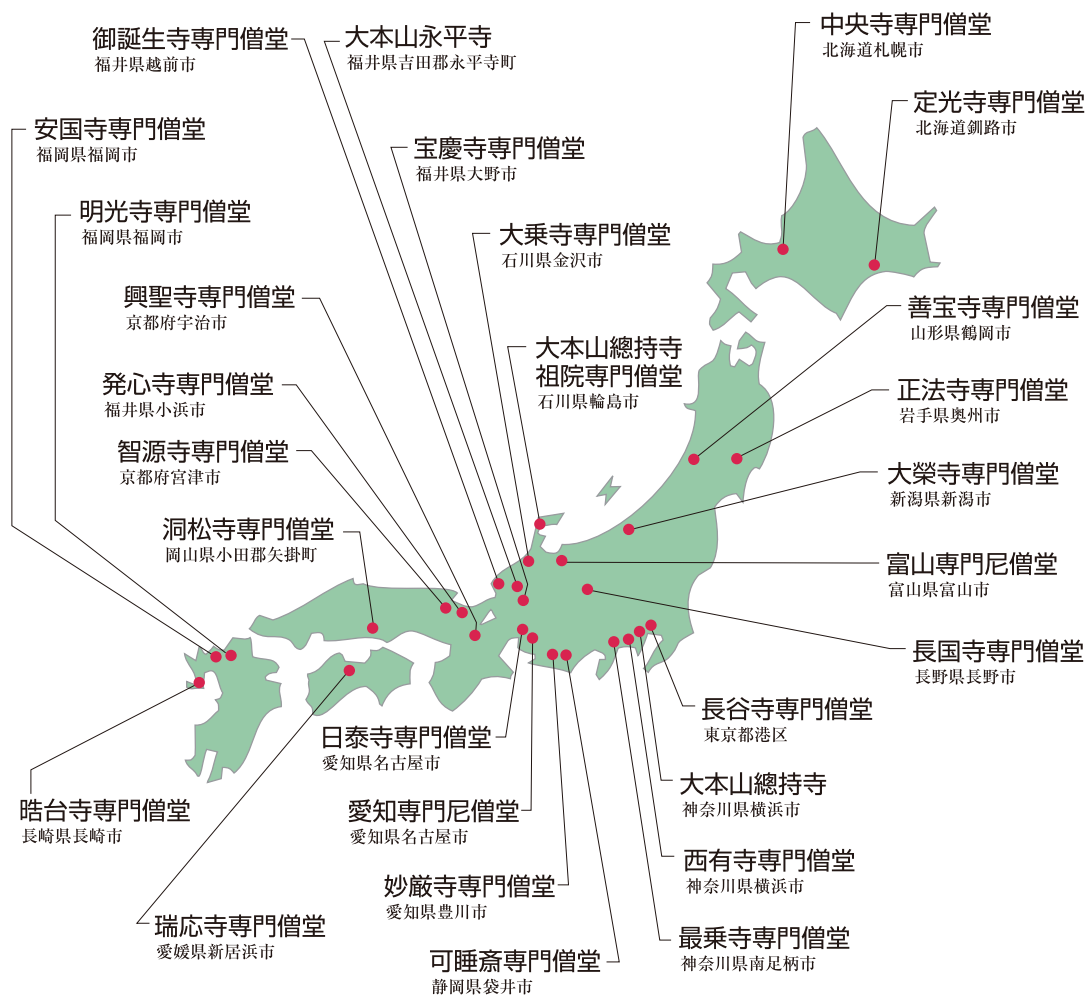 御誕生寺専門僧堂
福井県越前市
大本山永平寺
福井県吉田郡永平寺町
中央寺専門僧堂
北海道札幌市
定光寺専門僧堂
北海道釧路市
安国寺専門僧堂
福岡県福岡市
宝慶寺専門僧堂
福井県大野市
明光寺専門僧堂
福岡県福岡市
大乗寺専門僧堂
石川県金沢市
興聖寺専門僧堂
京都府宇治市
善宝寺専門僧堂
山形県鶴岡市
大本山總持寺
祖院専門僧堂
石川県輪島市
発心寺専門僧堂
福井県小浜市
正法寺専門僧堂
岩手県奥州市
智源寺専門僧堂
京都府宮津市
大榮寺専門僧堂
新潟県新潟市
洞松寺専門僧堂
岡山県小田郡矢掛町
富山専門尼僧堂
富山県富山市
長国寺専門僧堂
長野県長野市
長谷寺専門僧堂
東京都港区
日泰寺専門僧堂
愛知県名古屋市
大本山總持寺
神奈川県横浜市
晧台寺専門僧堂
長崎県長崎市
愛知専門尼僧堂
愛知県名古屋市
西有寺専門僧堂
神奈川県横浜市
妙厳寺専門僧堂
愛知県豊川市
瑞応寺専門僧堂
愛媛県新居浜市
最乗寺専門僧堂
神奈川県南足柄市
可睡斎専門僧堂
静岡県袋井市